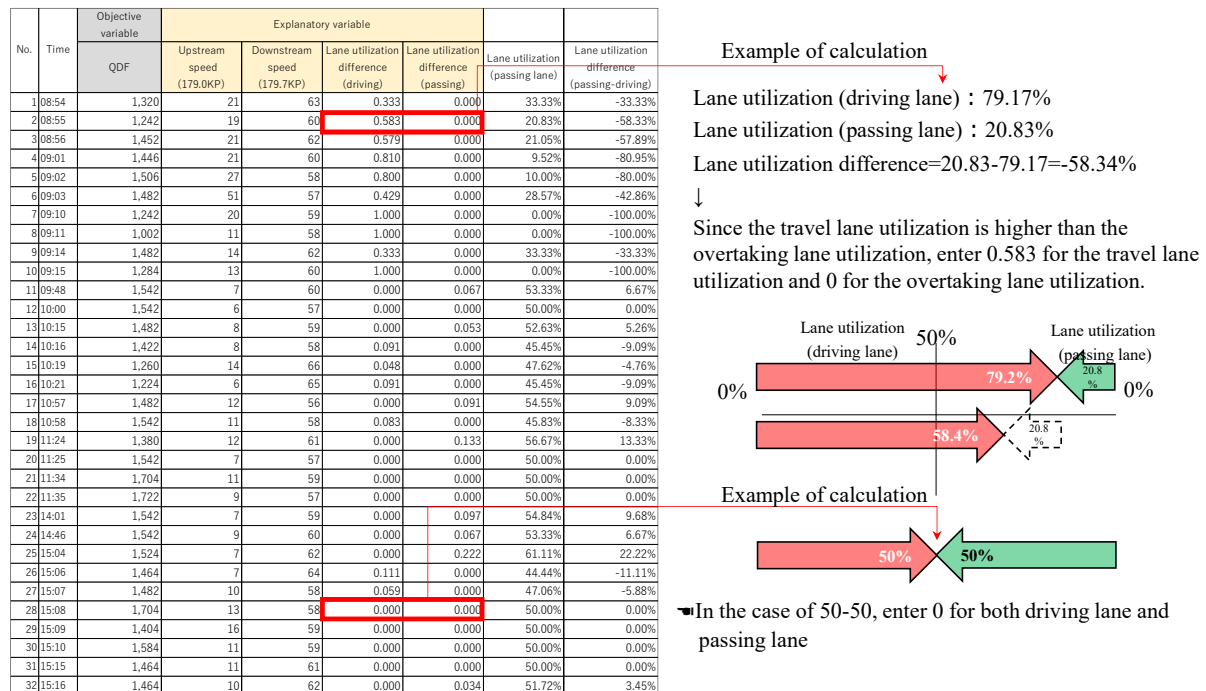 Objective variable Explanatory variable
No. Time QDF Upstream speed (179.0KP) Downstream speed (179.7KP) Lane utilization difference (driving) Lane utilization difference (passing) Lane utilization (passing lane) Lane utilization difference (passing-driving)
1 08:54 1,320 21 63 0.333 0.000 33.33% -33.33%
2 08:55 1,242 19 60 0.583 0.000 20.83% -58.33%
3 08:56 1,452 21 62 0.579 0.000 21.05% -57.89%
4 09:01 1,446 21 60 0.810 0.000 9.52% -80.95%
5 09:02 1,506 27 58 0.800 0.000 10.00% -80.00%
6 09:03 1,482 51 57 0.429 0.000 28.57% -42.86%
7 09:10 1,242 20 59 1.000 0.000 0.00% -100.00%
8 09:11 1,002 11 58 1.000 0.000 0.00% -100.00%
9 09:14 1,482 14 62 0.333 0.000 33.33% -33.33%
10 09:15 1,284 13 60 1.000 0.000 0.00% -100.00%
11 09:48 1,542 7 60 0.000 0.067 53.33% 6.67%
12 10:00 1,542 6 57 0.000 0.000 50.00% 0.00%
13 10:15 1,482 8 59 0.000 0.053 52.63% 5.26%
14 10:16 1,422 8 58 0.091 0.000 45.45% -9.09%
15 10:19 1,260 14 66 0.048 0.000 47.62% -4.76%
16 10:21 1,224 6 65 0.091 0.000 45.45% -9.09%
17 10:57 1,482 12 56 0.000 0.091 54.55% 9.09%
18 10:58 1,542 11 58 0.083 0.000 45.83% -8.33%
19 11:24 1,380 12 61 0.000 0.133 56.67% 13.33%
20 11:25 1,542 7 57 0.000 0.000 50.00% 0.00%
21 11:34 1,704 11 59 0.000 0.000 50.00% 0.00%
22 11:35 1,722 9 57 0.000 0.000 50.00% 0.00%
23 14:01 1,542 7 59 0.000 0.097 54.84% 9.68%
24 14:46 1,542 9 60 0.000 0.067 53.33% 6.67%
25 15:04 1,524 7 62 0.000 0.222 61.11% 22.22%
26 15:06 1,464 7 64 0.111 0.000 44.44% -11.11%
27 15:07 1,482 10 58 0.059 0.000 47.06% -5.88%
28 15:08 1,704 13 58 0.000 0.000 50.00% 0.00%
29 15:09 1,404 16 59 0.000 0.000 50.00% 0.00%
30 15:10 1,584 11 59 0.000 0.000 50.00% 0.00%
31 15:15 1,464 11 61 0.000 0.000 50.00% 0.00%
32 15:16 1,464 10 62 0.000 0.034 51.72% 3.45%
Example of calculation
Lane utilization (driving lane)：79.17%
Lane utilization (passing lane)：20.83%
Lane utilization difference=20.83-79.17=-58.34%
↓
Since the travel lane utilization is higher than the
overtaking lane utilization, enter 0.583 for the travel lane
utilization and 0 for the overtaking lane utilization.
Lane utilization
(driving lane)
50%
Lane utilization
(passing lane)
0%
79.2%
20.8
%
0%
58.4%
20.8
%
Example of calculation
50%
50%
☚In the case of 50-50, enter 0 for both driving lane and
passing lane